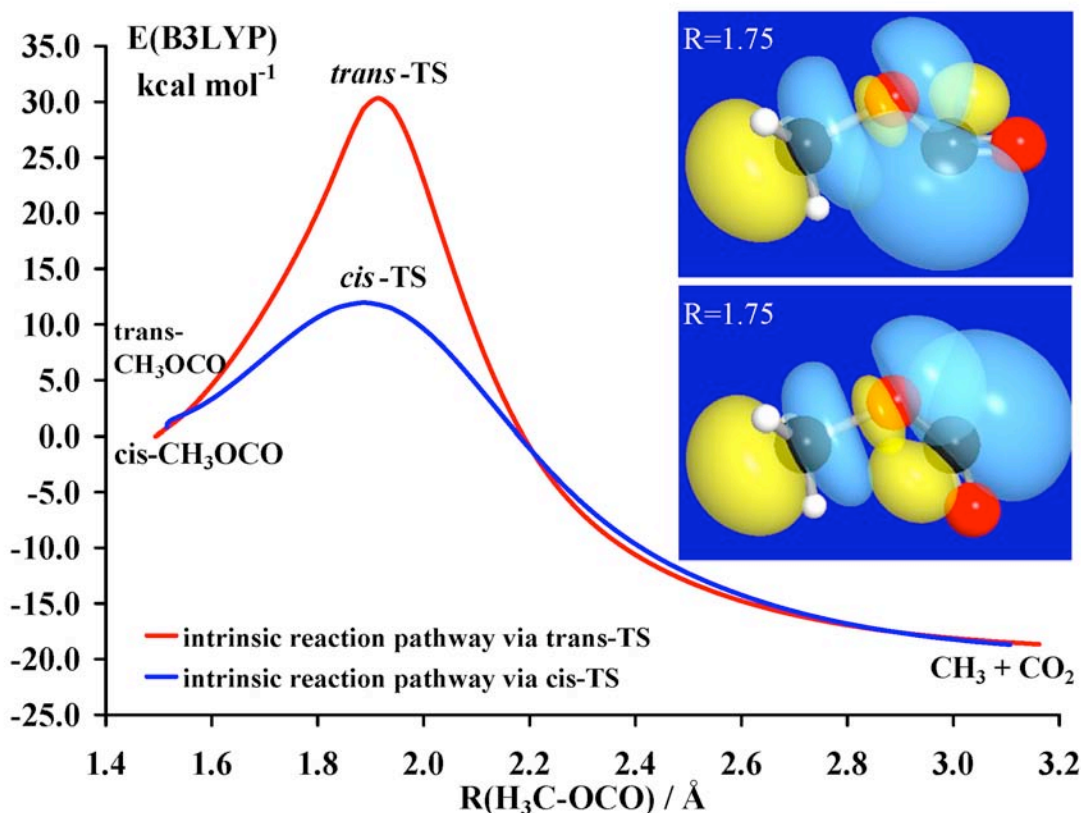 E(B3LYP)
kcal mol-1
35.0
30.0
25.0
20.0
15.0
10.0
5.0
0.0
-5.0
-10.0
-15.0
-20.0
-25.0
trans-TS
cis-TS
trans-
CH3OCO
cis-CH3OCO
R=1.75
R=1.75
intrinsic reaction pathway via trans-TS
intrinsic reaction pathway via cis-TS
CH3 + CO2
1.4 1.6 1.8 2.0 2.2 2.4 2.6 2.8 3.0 3.2
R(H3C-OCO) / Å